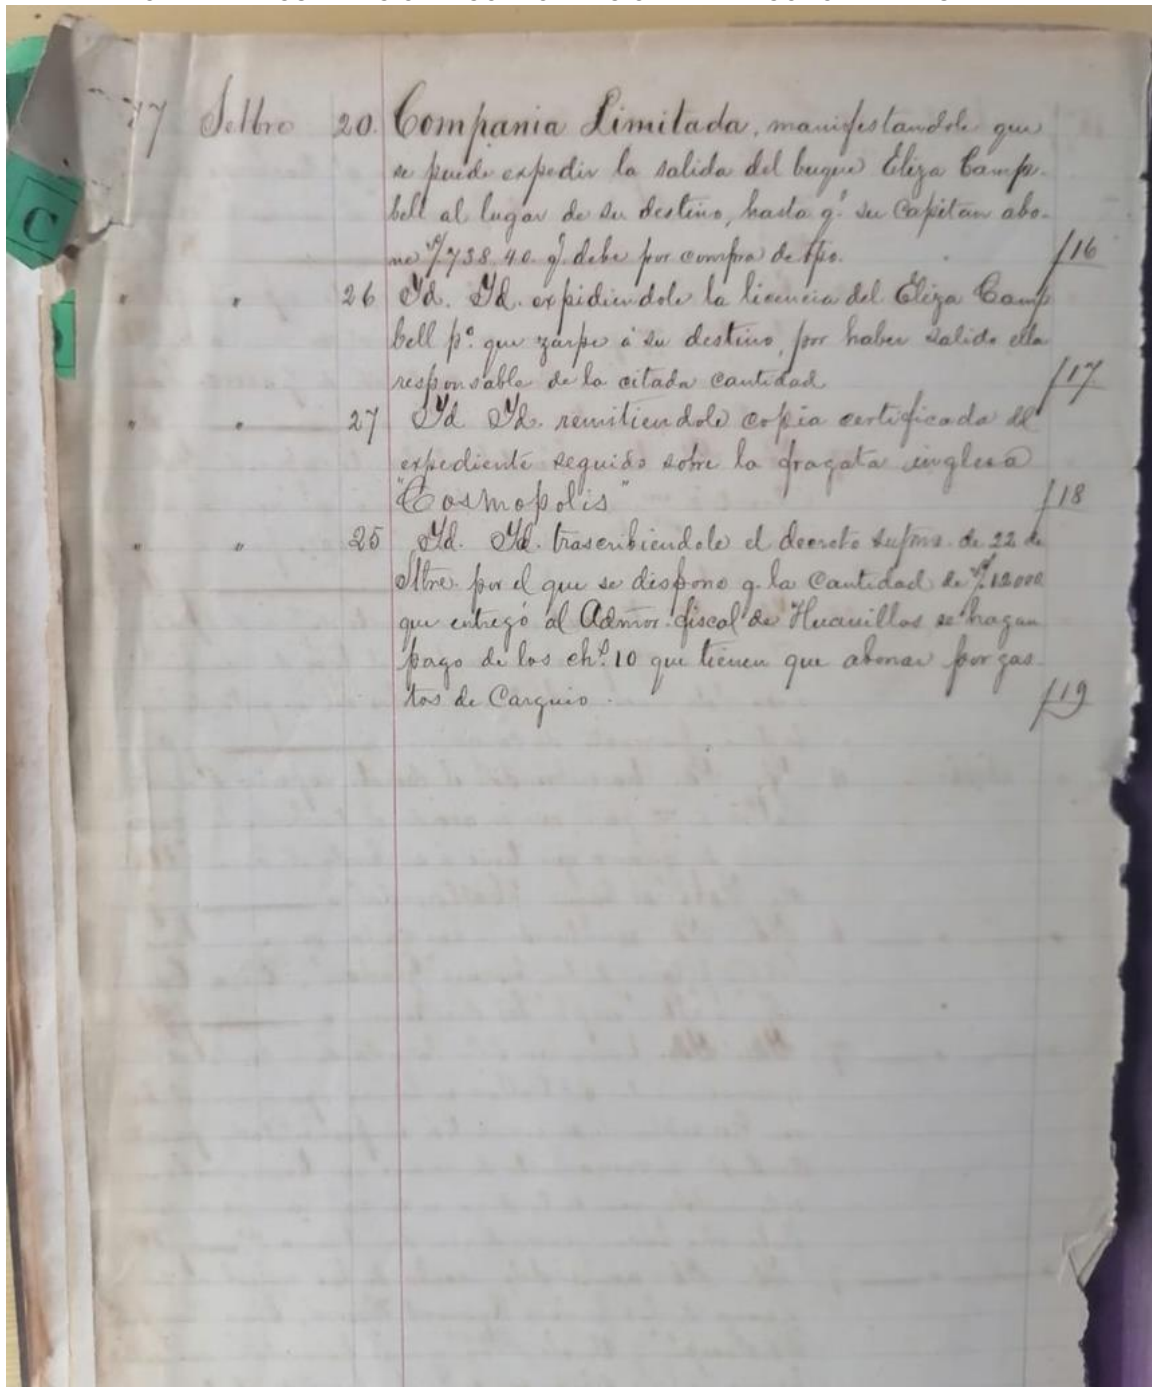 77 Setbre 20. Compania Limitada, manifestandole que
se puede expedir la salida del buque Eliza Camp-
bell al lugar de su destino, hasta q.e su Capitan abo-
ne 738.40. q. debe por compra de
f16
" " 26 Id. Id. expidiendole la licencia del Eliza Camp
bell p.a que zarpe á su destino, por haber salido ella
responsable de la citada cantidad
f17.
" " 27 Id Id. remitiendole copia certificada del
expediente seguido sobre la fragata inglesa
"Cosmopolis"
f18
" " 25 Id. Id. trascribiendole el decreto supmo. de 22 de
Stbre. por el que se dispone q. la Cantidad de 12000
que entregó al Admor. fiscal de Huanillos se hagan
pago de los ch.s 10 que tienen que abonar por gas-
tos de Carguio.
f19
C